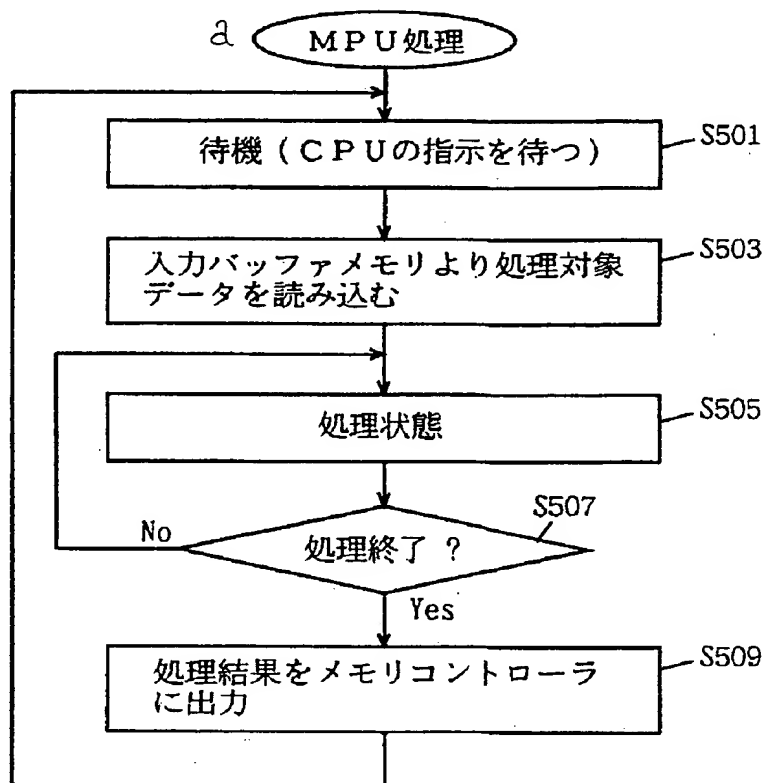 a
MPU処理
待機(CPUの指示を待つ)
S501
入力バッファメモリより処理対象
データを読み込む
S503
処理状態
S505
処理終了 ?
S507
No
Yes
処理結果をメモリコントローラ
に出力
S509